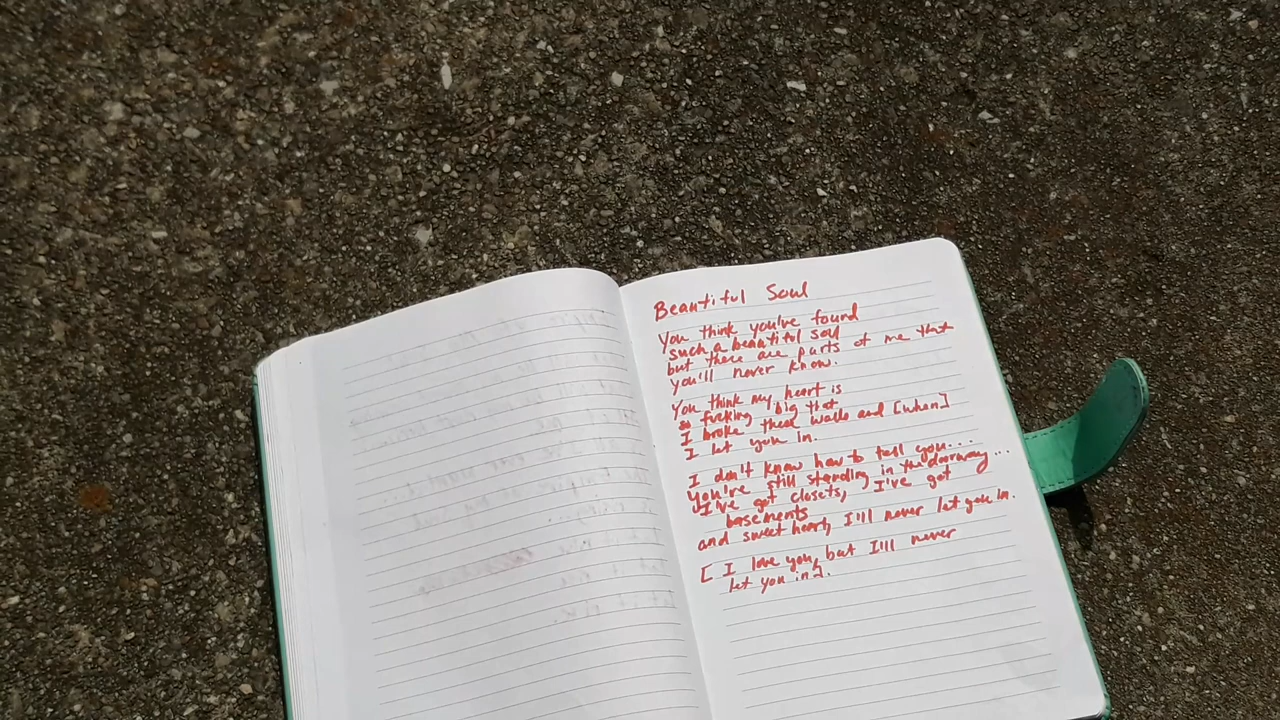 Beautiful Soul
You think you've found
such a beautiful soul
but there are parts of me that
you'll never know.
You think my heart is
so fucking big that
I broke these walls and [when]
I let you in.
I don't know how to tell you...
You're still standing in the doorway...
I've got closets, I've got
basements
and sweetheart, I'll never let you in.
[I love you, but I'll never
let you in].